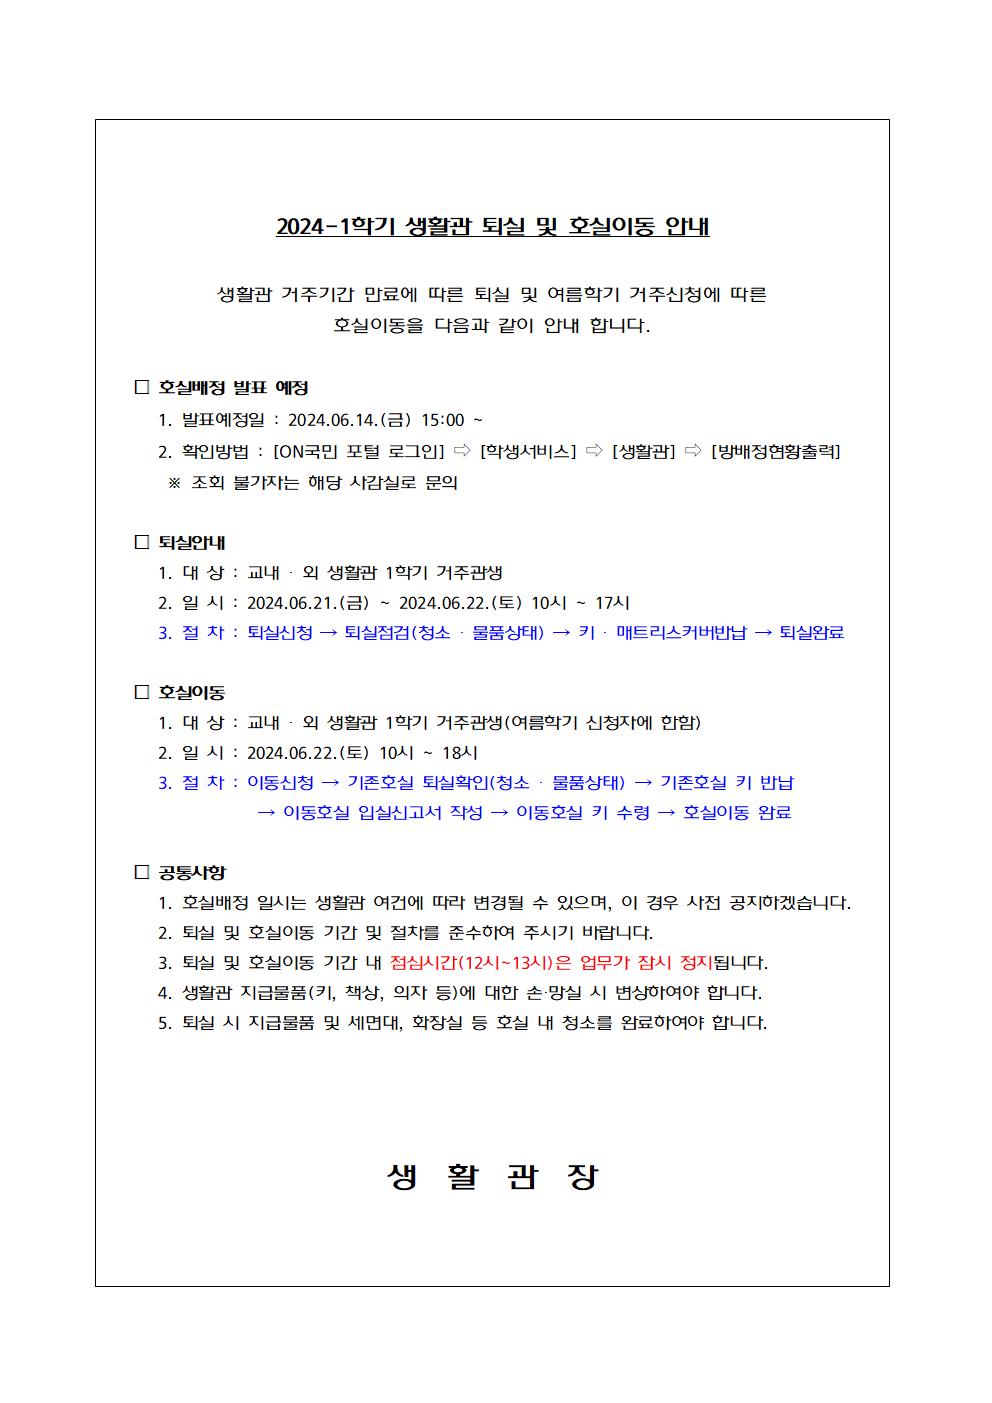 2024-1학기 생활관 퇴실 및 호실이동 안내
생활관 거주기간 만료에 따른 퇴실 및 여름학기 거주신청에 따른
호실이동을 다음과 같이 안내 합니다.
□ 호실배정 발표 예정
1. 발표예정일 : 2024.06.14.(금) 15:00 ~
2. 확인방법 : [ON국민 포털 로그인] ⇨ [학생서비스] ⇨ [생활관] ⇨ [방배정현황출력]
※ 조회 불가자는 해당 사감실로 문의
□ 퇴실안내
1. 대 상 : 교내 · 외 생활관 1학기 거주관생
2. 일 시 : 2024.06.21.(금) ~ 2024.06.22.(토) 10시 ~ 17시
3. 절 차 : 퇴실신청 → 퇴실점검(청소 · 물품상태) → 키 · 매트리스커버반납 → 퇴실완료
□ 호실이동
1. 대 상 : 교내 · 외 생활관 1학기 거주관생(여름학기 신청자에 한함)
2. 일 시 : 2024.06.22.(토) 10시 ~ 18시
3. 절 차 : 이동신청 → 기존호실 퇴실확인(청소 · 물품상태) → 기존호실 키 반납
→ 이동호실 입실신고서 작성 → 이동호실 키 수령 → 호실이동 완료
□ 공통사항
1. 호실배정 일시는 생활관 여건에 따라 변경될 수 있으며, 이 경우 사전 공지하겠습니다.
2. 퇴실 및 호실이동 기간 및 절차를 준수하여 주시기 바랍니다.
3. 퇴실 및 호실이동 기간 내 점심시간(12시~13시)은 업무가 잠시 정지됩니다.
4. 생활관 지급물품(키, 책상, 의자 등)에 대한 손·망실 시 변상하여야 합니다.
5. 퇴실 시 지급물품 및 세면대, 화장실 등 호실 내 청소를 완료하여야 합니다.
생 활 관 장